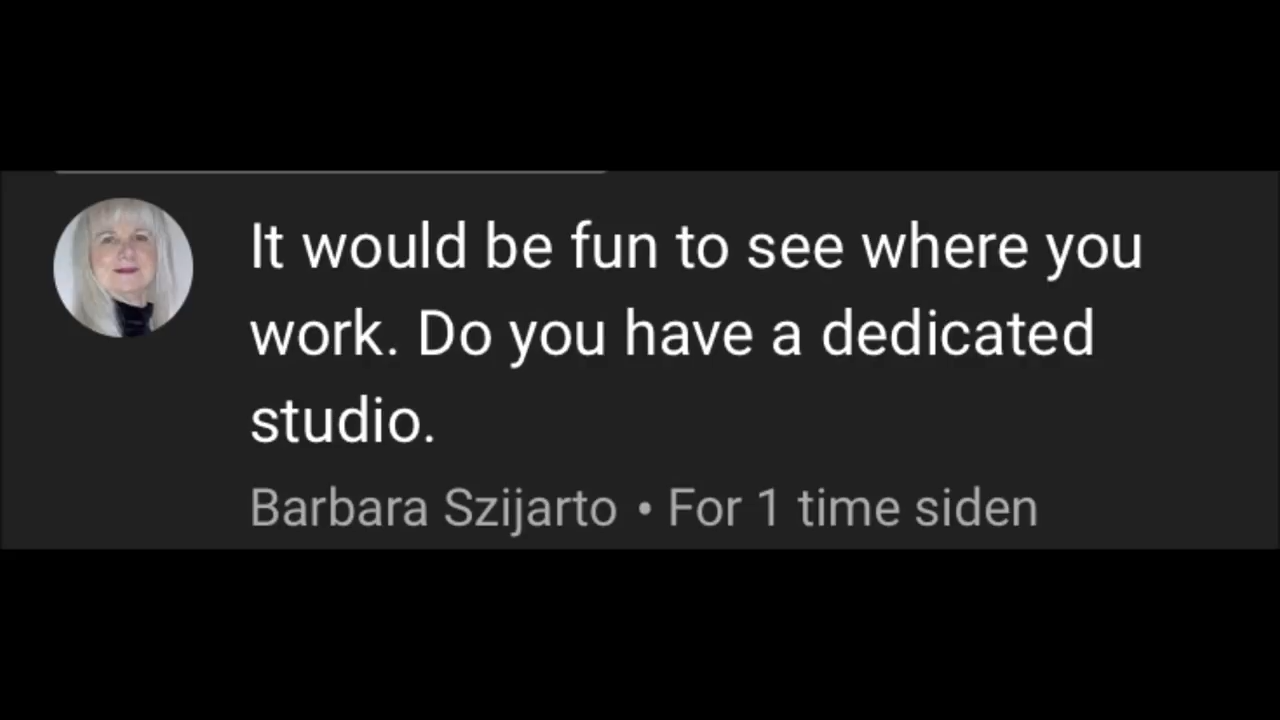 It would be fun to see where you
work. Do you have a dedicated
studio.
Barbara Szijarto • For 1 time siden